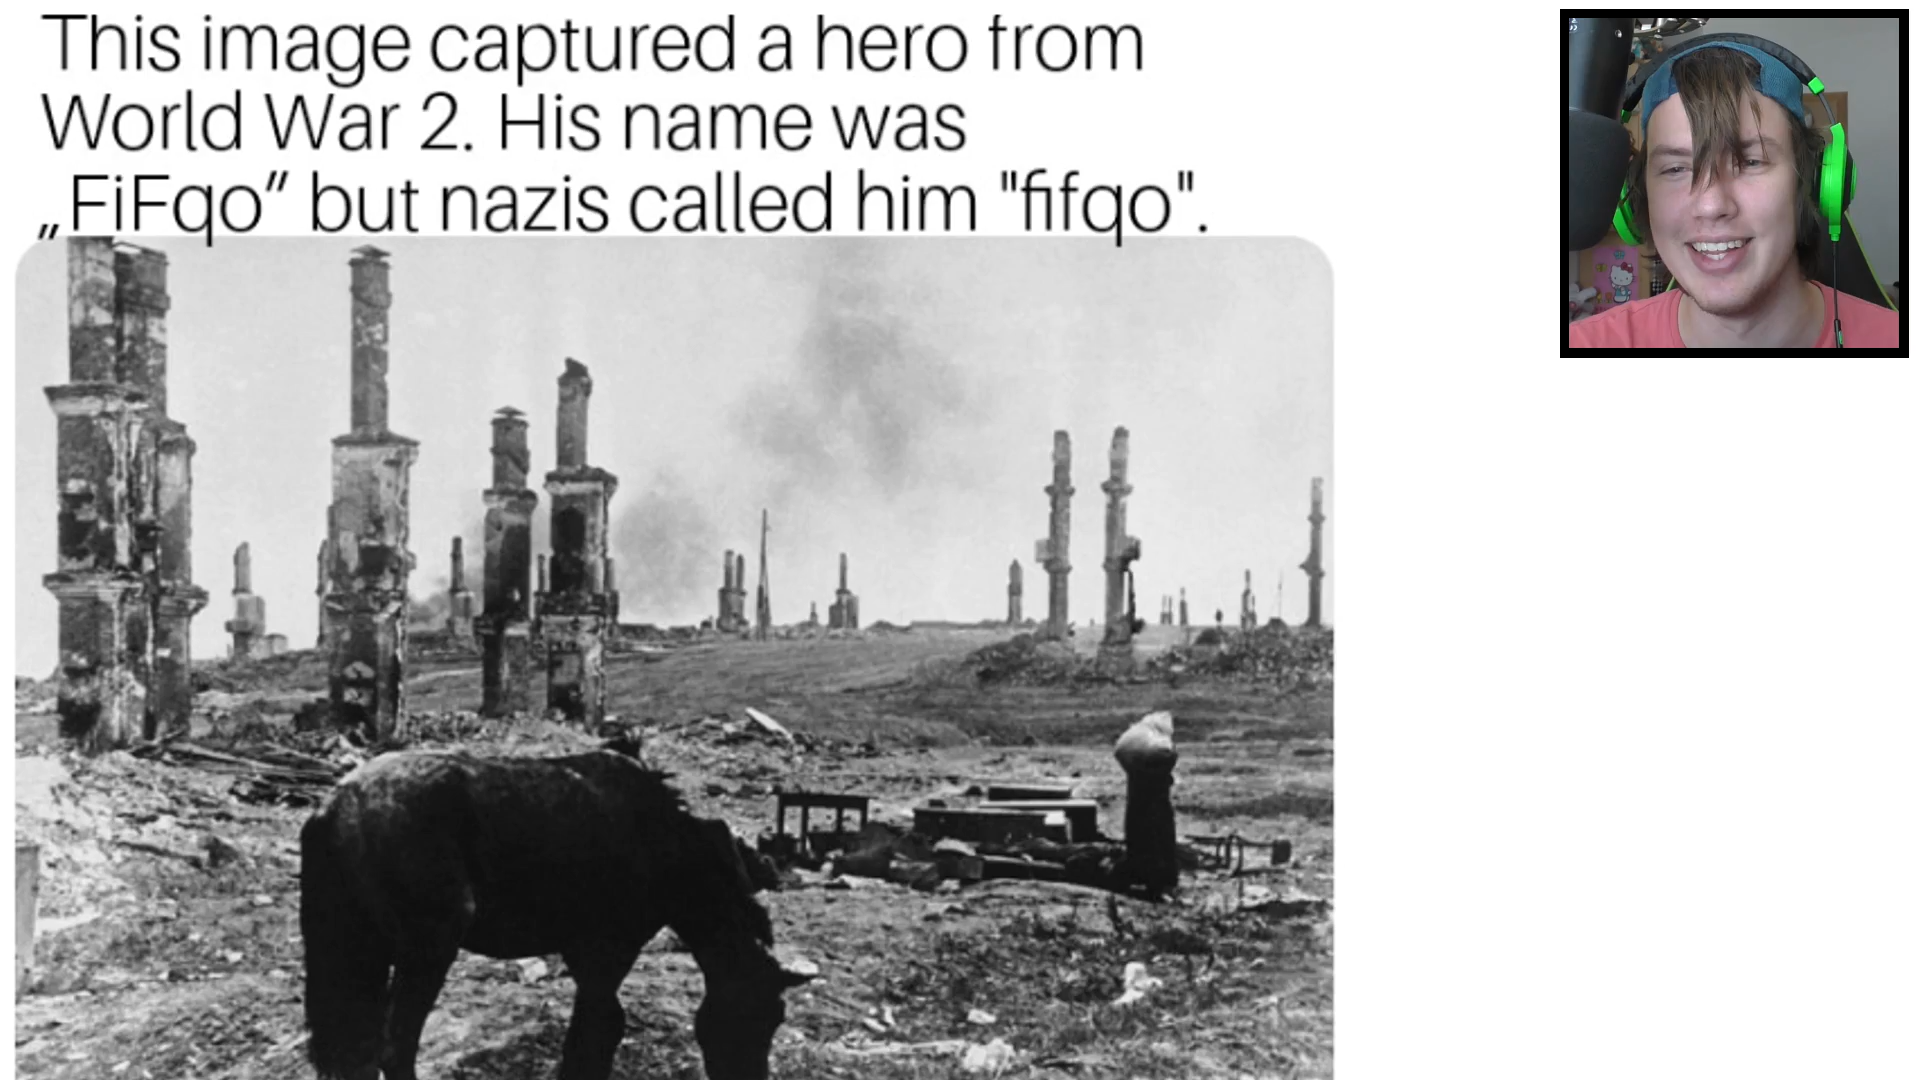 This image captured a hero from
World War 2. His name was
„FiFqo” but nazis called him "fifqo".